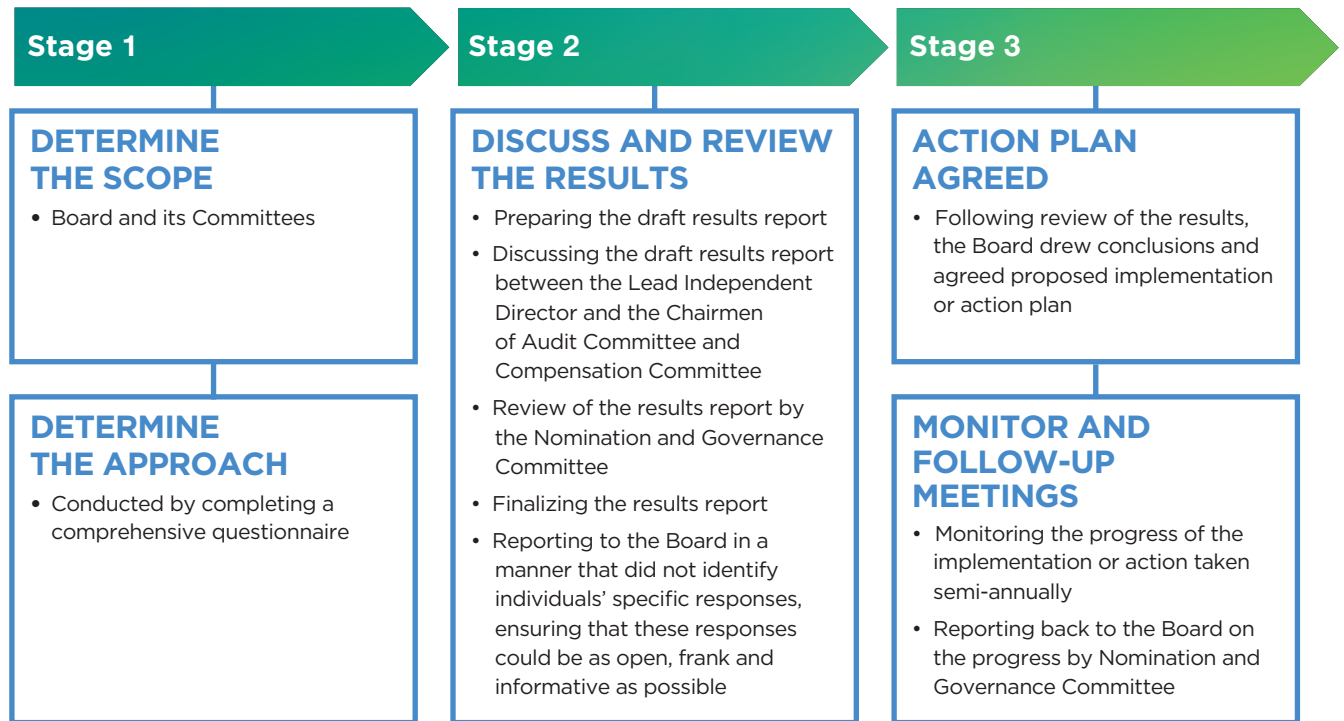 Stage 1
DETERMINE
THE SCOPE
• Board and its Committees
DETERMINE
THE APPROACH
• Conducted by completing a
comprehensive questionnaire
Stage 2
DISCUSS AND REVIEW
THE RESULTS
• Preparing the draft results report
• Discussing the draft results report
between the Lead Independent
Director and the Chairmen
of Audit Committee and
Compensation Committee
• Review of the results report by
the Nomination and Governance
Committee
• Finalizing the results report
• Reporting to the Board in a
manner that did not identify
individuals’ specific responses,
ensuring that these responses
could be as open, frank and
informative as possible
Stage 3
ACTION PLAN
AGREED
• Following review of the results,
the Board drew conclusions and
agreed proposed implementation
or action plan
MONITOR AND
FOLLOW-UP
MEETINGS
• Monitoring the progress of the
implementation or action taken
semi-annually
• Reporting back to the Board on
the progress by Nomination and
Governance Committee